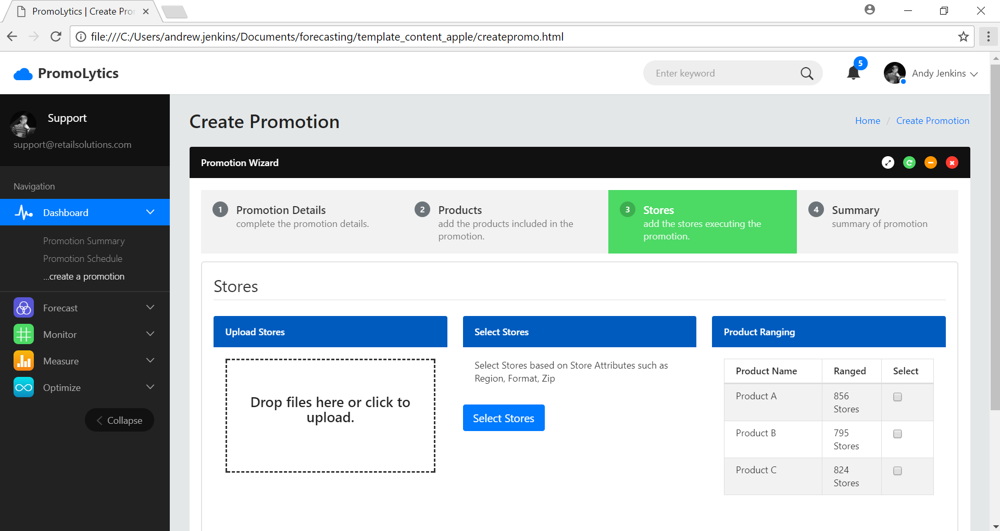 PromoLytics | Create Pro
file:///C:/Users/andrew.jenkins/Documents/forecasting/template_content_apple/createpromo.html
PromoLytics
Enter keyword
5
Andy Jenkins
Support
support@retailsolutions.com
Navigation
Dashboard
Promotion Summary
Promotion Schedule
...create a promotion
Forecast
Monitor
Measure
Optimize
Collapse
Create Promotion
Home / Create Promotion
Promotion Wizard
1 Promotion Details
complete the promotion details.
2 Products
add the products included in the
promotion.
3 Stores
add the stores executing the
promotion.
4 Summary
summary of promotion
Stores
Upload Stores
Drop files here or click to
upload.
Select Stores
Select Stores based on Store Attributes such as
Region, Format, Zip
Select Stores
Product Ranging
Product Name Ranged Select
Product A 856
Stores
Product B 795
Stores
Product C 824
Stores